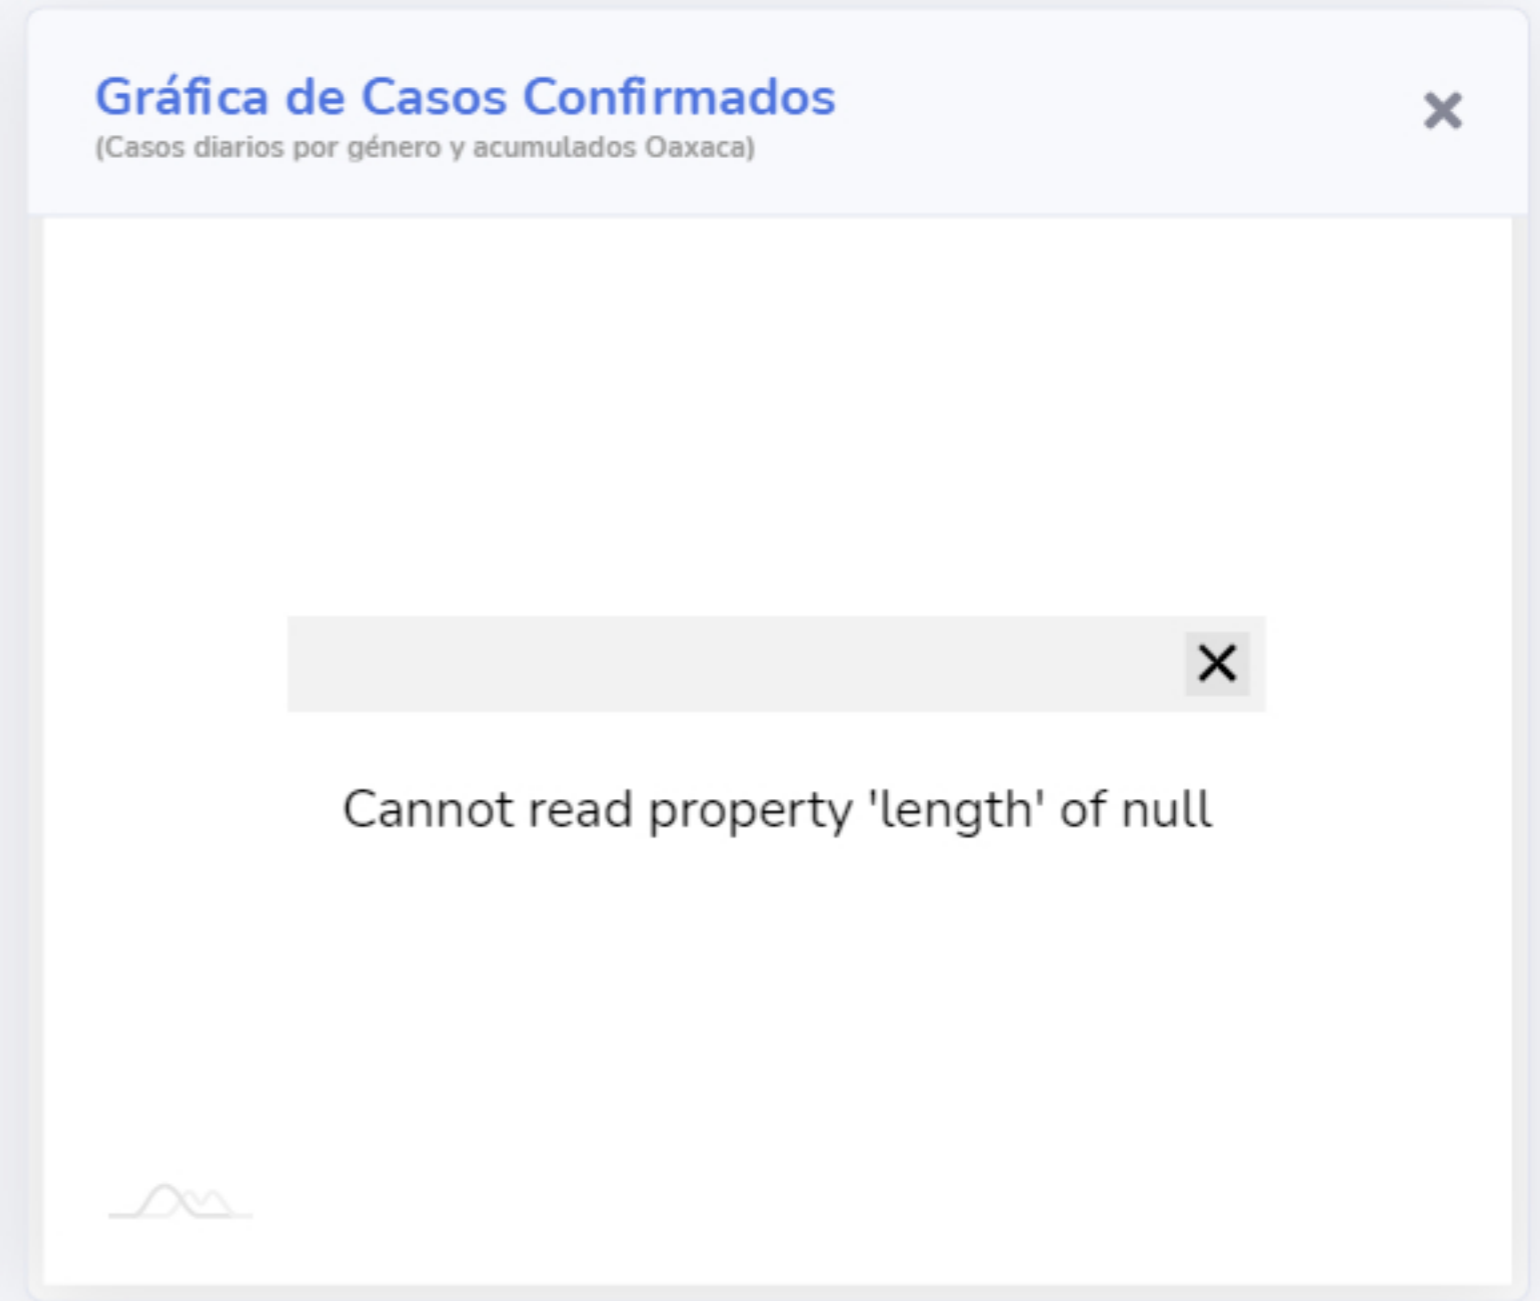 Gráfica de Casos Confirmados
(Casos diarios por género y acumulados Oaxaca)
Cannot read property 'length' of null